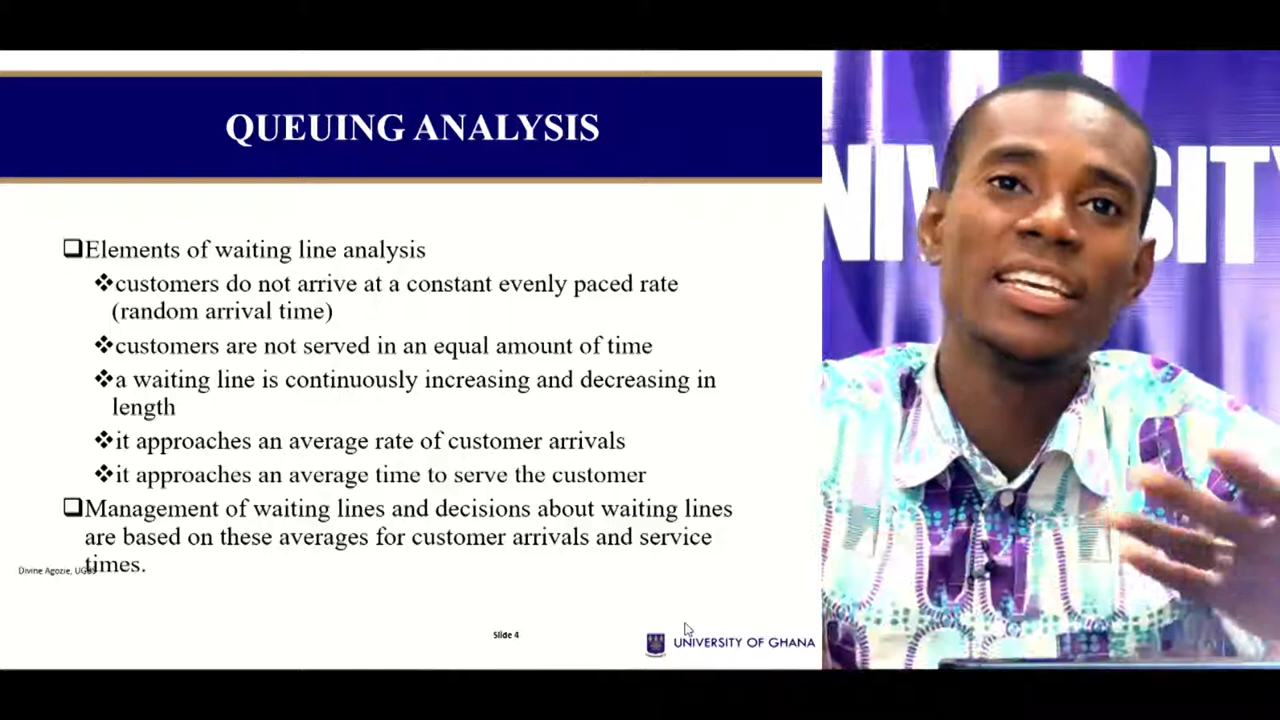 QUEUING ANALYSIS
❑Elements of waiting line analysis
❖customers do not arrive at a constant evenly paced rate
(random arrival time)
❖customers are not served in an equal amount of time
❖a waiting line is continuously increasing and decreasing in
length
❖it approaches an average rate of customer arrivals
❖it approaches an average time to serve the customer
❑Management of waiting lines and decisions about waiting lines
are based on these averages for customer arrivals and service
times.
Divine Agozie,
Slide 4
UNIVERSITY OF GHANA